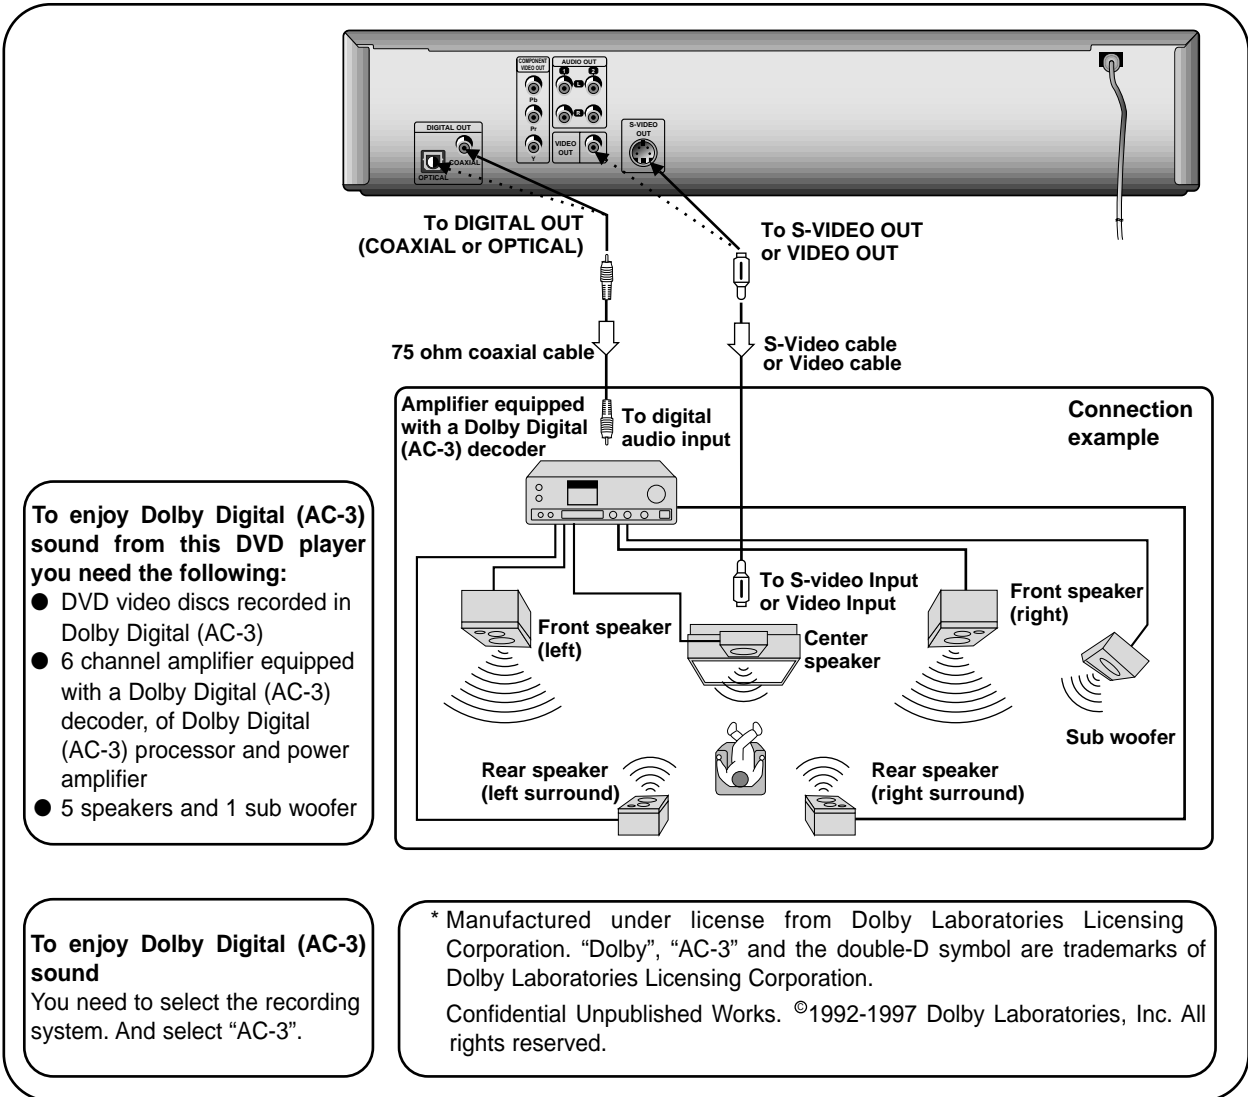 COMPONENT
VIDEO OUT
AUDIO OUT
1 2
L
R
Pb
Pr
Y
VIDEO
OUT
S-VIDEO
OUT
DIGITAL OUT
COAXIAL
OPTICAL
To DIGITAL OUT
(COAXIAL or OPTICAL)
To S-VIDEO OUT
or VIDEO OUT
75 ohm coaxial cable
S-Video cable
or Video cable
Amplifier equipped
with a Dolby Digital
(AC-3) decoder
To digital
audio input
Connection
example
To S-video Input
or Video Input
Front speaker
(left)
Center
speaker
Front speaker
(right)
Sub woofer
Rear speaker
(left surround)
Rear speaker
(right surround)
To enjoy Dolby Digital (AC-3)
sound from this DVD player
you need the following:
● DVD video discs recorded in
Dolby Digital (AC-3)
● 6 channel amplifier equipped
with a Dolby Digital (AC-3)
decoder, of Dolby Digital
(AC-3) processor and power
amplifier
● 5 speakers and 1 sub woofer
To enjoy Dolby Digital (AC-3)
sound
You need to select the recording
system. And select “AC-3”.
* Manufactured under license from Dolby Laboratories Licensing
Corporation. “Dolby”, “AC-3” and the double-D symbol are trademarks of
Dolby Laboratories Licensing Corporation.
Confidential Unpublished Works. ©1992-1997 Dolby Laboratories, Inc. All
rights reserved.